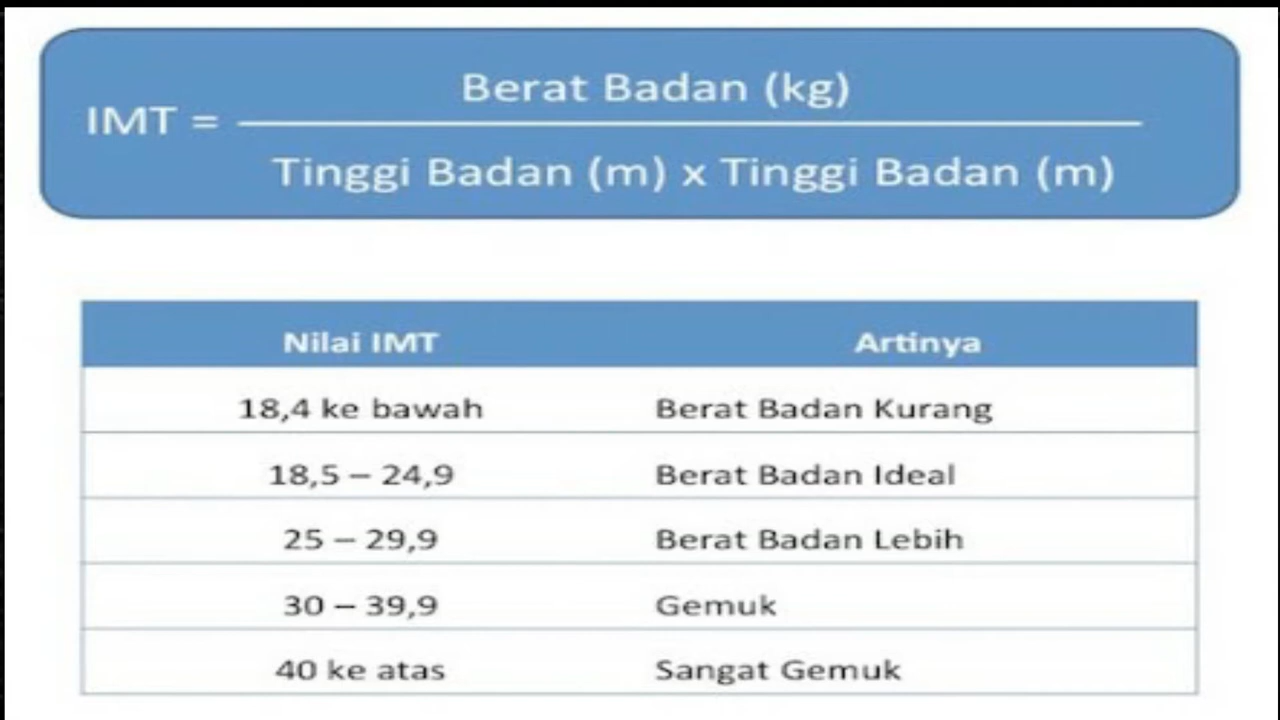 IMT =
Berat Badan (kg)
Tinggi Badan (m) x Tinggi Badan (m)
Nilai IMT Artinya
18,4 ke bawah Berat Badan Kurang
18,5 – 24,9 Berat Badan Ideal
25 – 29,9 Berat Badan Lebih
30 – 39,9 Gemuk
40 ke atas Sangat Gemuk